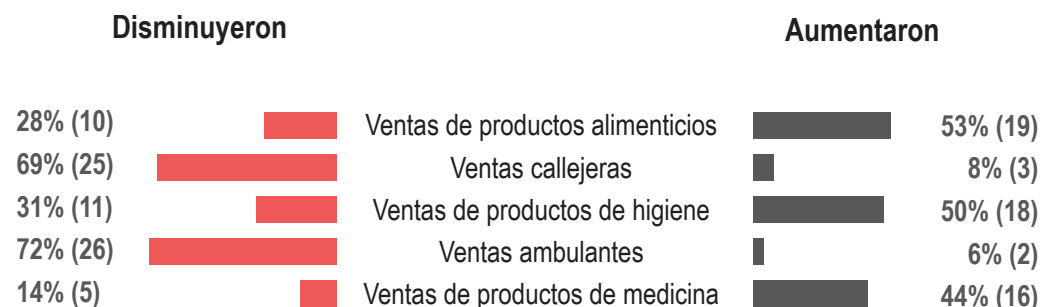 Disminuyeron Aumentaron
28% (10) Ventas de productos alimenticios 53% (19)
69% (25) Ventas callejeras 8% (3)
31% (11) Ventas de productos de higiene 50% (18)
72% (26) Ventas ambulantes 6% (2)
14% (5) Ventas de productos de medicina 44% (16)